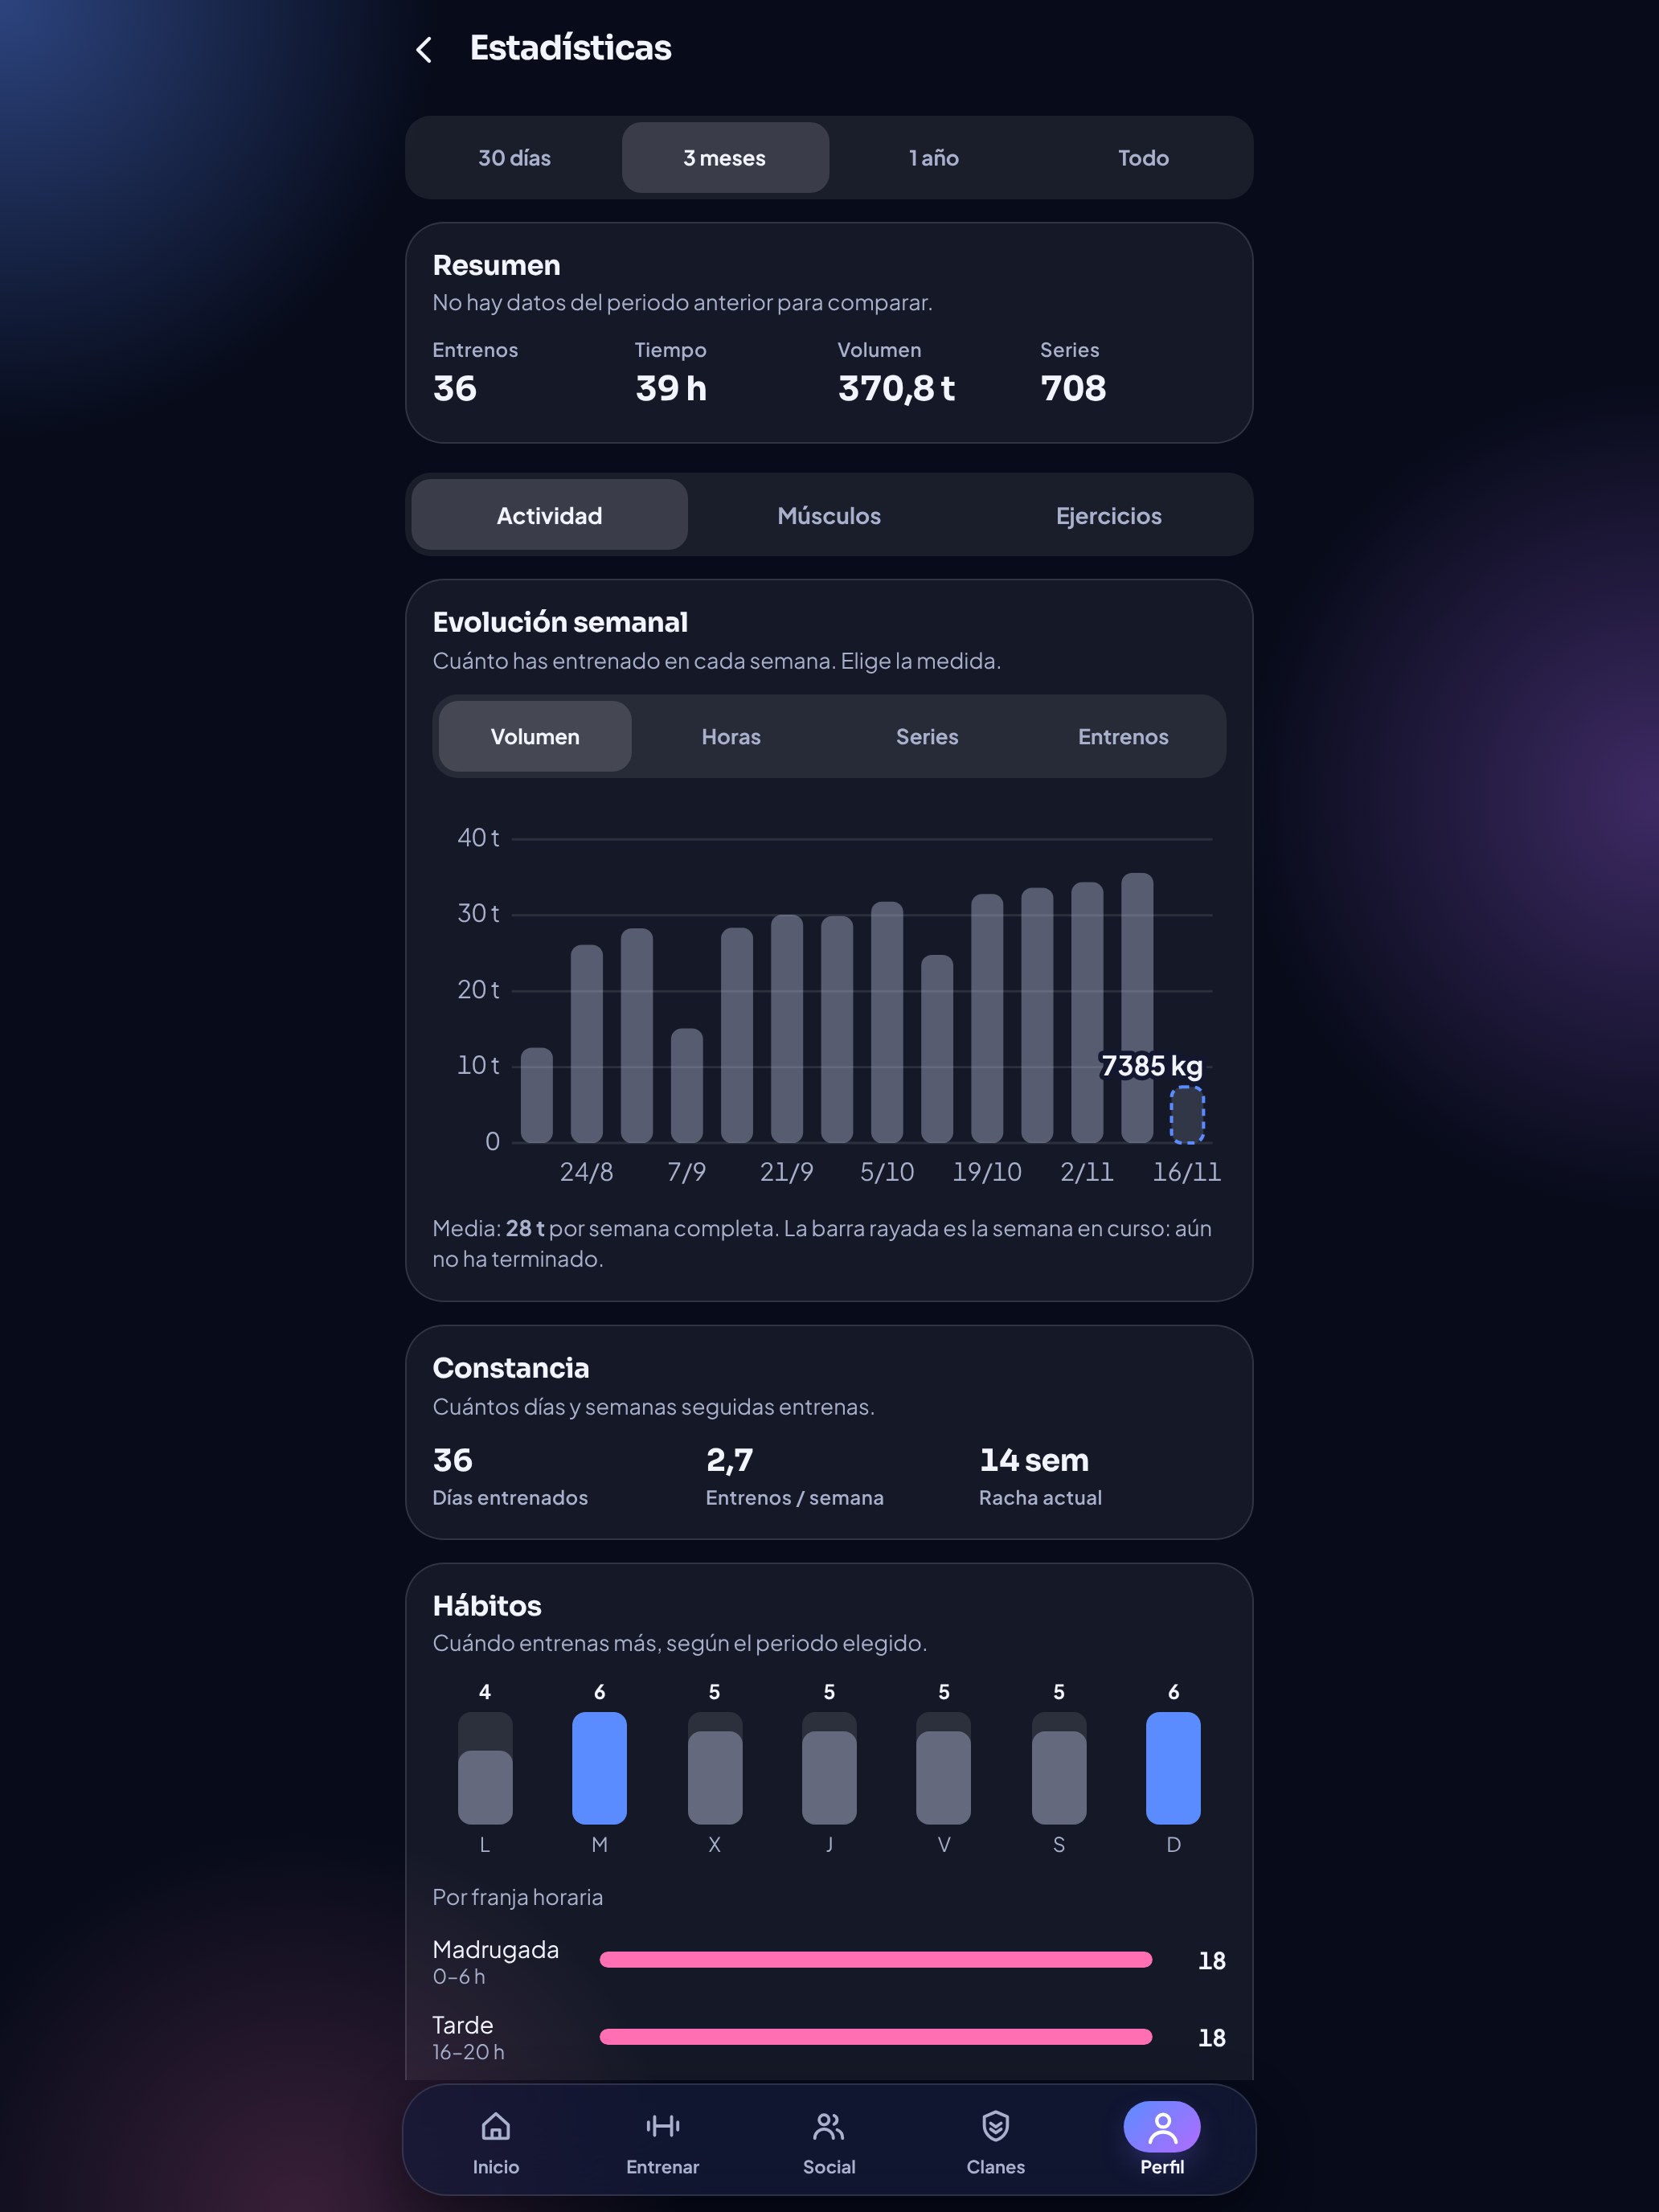 Estadísticas
30 días 3 meses 1 año Todo
Resumen
No hay datos del periodo anterior para comparar.
Entrenos Tiempo Volumen Series
36 39 h 370,8 t 708
Actividad Músculos Ejercicios
Evolución semanal
Cuánto has entrenado en cada semana. Elige la medida.
Volumen Horas Series Entrenos
40 t
30 t
20 t
10 t
7385 kg
0
24/8 7/9 21/9 5/10 19/10 2/11 16/11
Media: 28 t por semana completa. La barra rayada es la semana en curso: aún
no ha terminado.
Constancia
Cuántos días y semanas seguidas entrenas.
36 2,7 14 sem
Días entrenados Entrenos / semana Racha actual
Hábitos
Cuándo entrenas más, según el periodo elegido.
4 6 5 5 5 5 6
L M X J V S D
Por franja horaria
Madrugada
0–6 h
18
Tarde
16–20 h
18
Inicio Entrenar Social Clanes Perfil